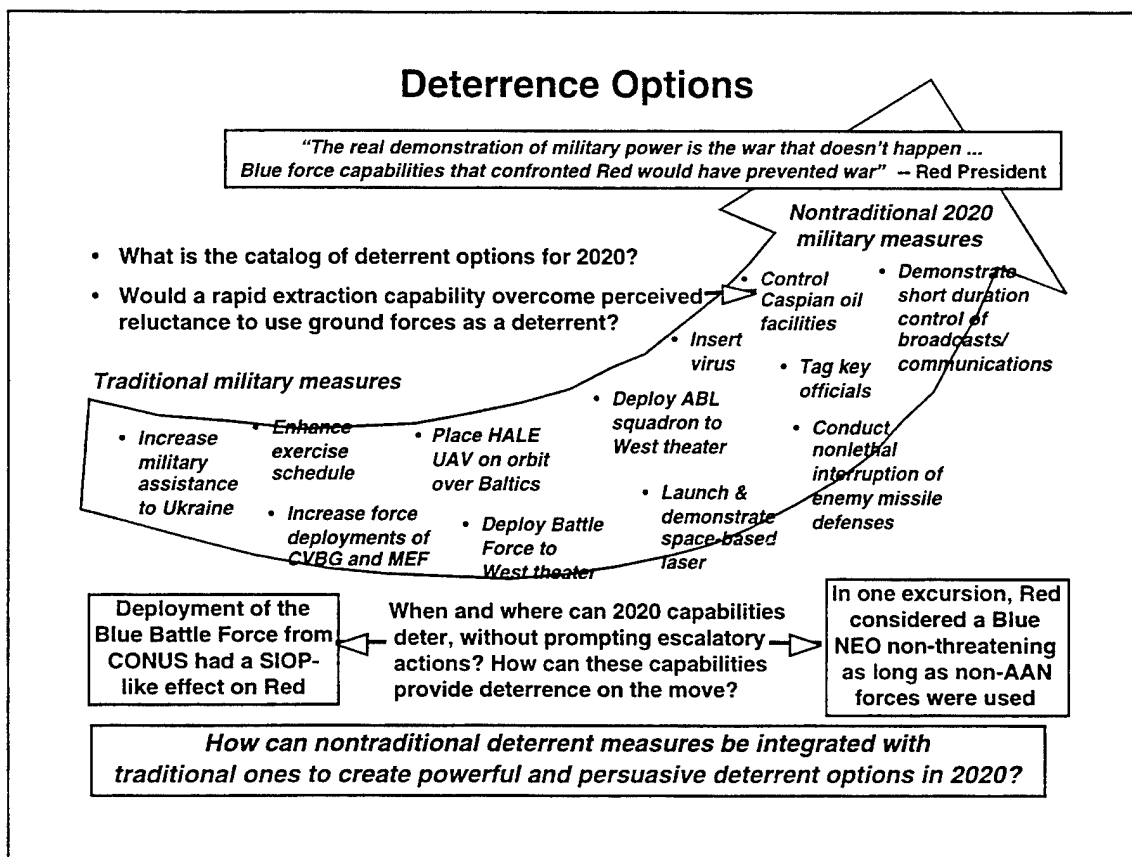 Deterrence Options
"The real demonstration of military power is the war that doesn't happen ...
Blue force capabilities that confronted Red would have prevented war" -- Red President
• What is the catalog of deterrent options for 2020?
• Would a rapid extraction capability overcome perceived
reluctance to use ground forces as a deterrent?
Nontraditional 2020
military measures
• Control
Caspian oil
facilities
• Demonstrate
short duration
control of
broadcasts/
communications
• Insert
virus
• Tag key
officials
Traditional military measures
• Increase
military
assistance
to Ukraine
• Enhance
exercise
schedule
• Increase force
deployments of
CVBG and MEF
• Place HALE
UAV on orbit
over Baltics
• Deploy Battle
Force to
West theater
• Deploy ABL
squadron to
West theater
• Launch &
demonstrate
space-based
laser
• Conduct
nonlethal
interruption of
enemy missile
defenses
Deployment of the
Blue Battle Force from
CONUS had a SIOP-
like effect on Red
When and where can 2020 capabilities
deter, without prompting escalatory
actions? How can these capabilities
provide deterrence on the move?
In one excursion, Red
considered a Blue
NEO non-threatening
as long as non-AAN
forces were used
How can nontraditional deterrent measures be integrated with
traditional ones to create powerful and persuasive deterrent options in 2020?